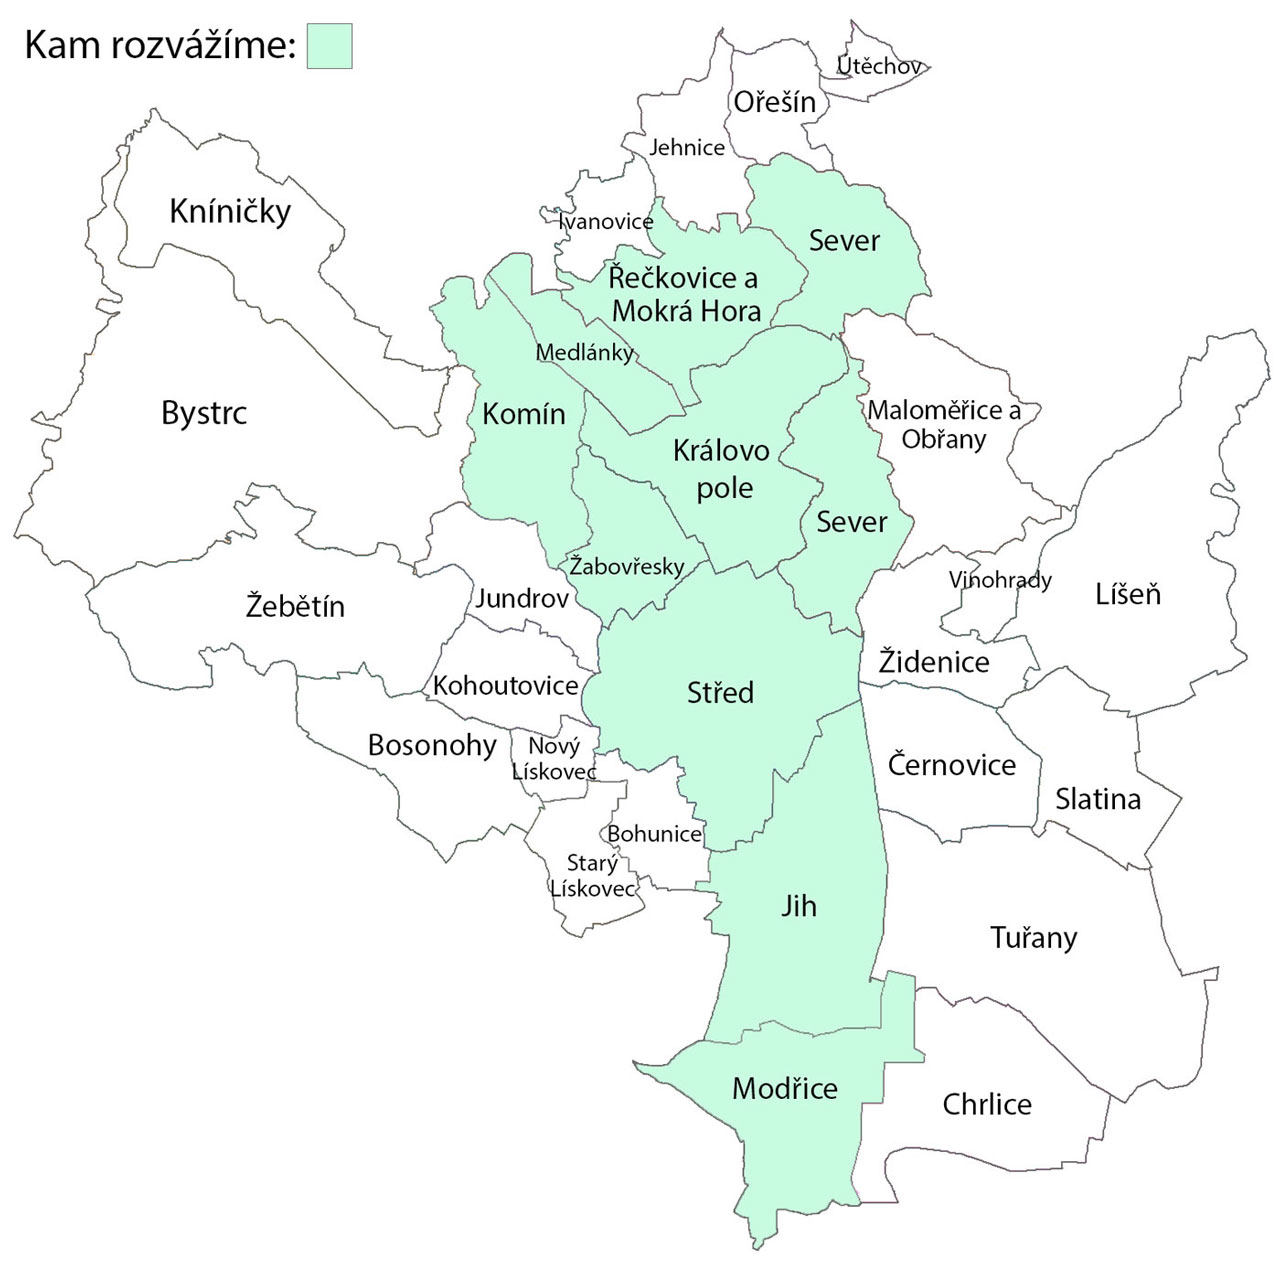 Kam rozvážíme:
Útěchov
Ořešín
Jehnice
Kníničky
Ivanovice
Sever
Řečkovice a
Mokrá Hora
Medlánky
Bystrc
Komín
Maloměřice a
Obřany
Královo
pole
Sever
Žabovřesky
Vinohrady
Líšeň
Žebětín
Jundrov
Židenice
Kohoutovice
Střed
Bosonohy
Nový
Lískovec
Černovice
Slatina
Bohunice
Starý
Lískovec
Jih
Tuřany
Modřice
Chrlice